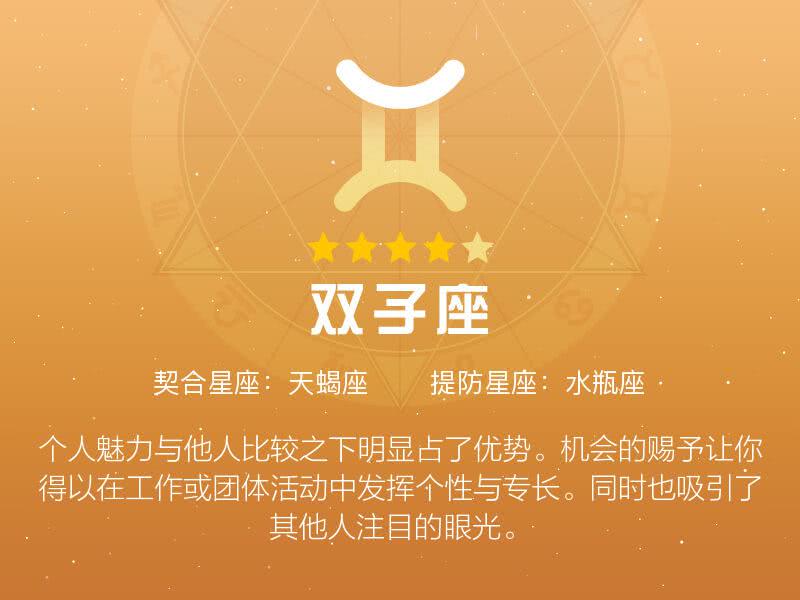 双子座
契合星座：天蝎座 提防星座：水瓶座
个人魅力与他人比较之下明显占了优势。机会的赐予让你
得以在工作或团体活动中发挥个性与专长。同时也吸引了
其他人注目的眼光。